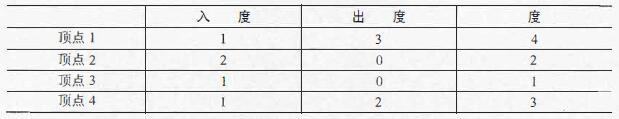 入 度 出 度 度
顶点 1 1 3 4
顶点 2 2 0 2
顶点 3 1 0 1
顶点 4 1 2 3